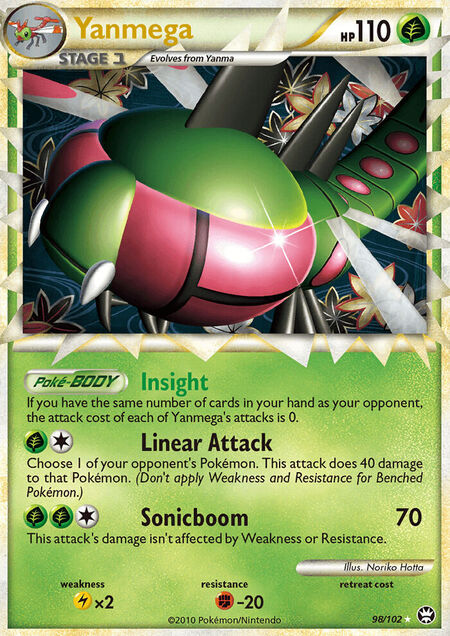 Yanmega
HP110
STAGE 1
Evolves from Yanma
Poké-BODY Insight
If you have the same number of cards in your hand as your opponent,
the attack cost of each of Yanmega's attacks is 0.
Linear Attack
Choose 1 of your opponent's Pokémon. This attack does 40 damage
to that Pokémon. (Don't apply Weakness and Resistance for Benched
Pokémon.)
Sonicboom 70
This attack's damage isn't affected by Weakness or Resistance.
Illus. Noriko Hotta
weakness resistance retreat cost
×2 -20
©2010 Pokémon/Nintendo 98/102